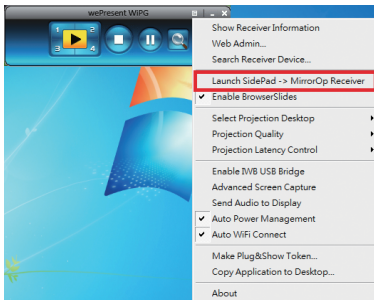 wePresent WiPG
1 2
3 4
Show Receiver Information
Web Admin...
Search Receiver Device...
Launch SidePad -> MirrorOp Receiver
Enable BrowserSlides
Select Projection Desktop
Projection Quality
Projection Latency Control
Enable IWB USB Bridge
Advanced Screen Capture
Send Audio to Display
Auto Power Management
Auto WiFi Connect
Make Plug&Show Token...
Copy Application to Desktop...
About